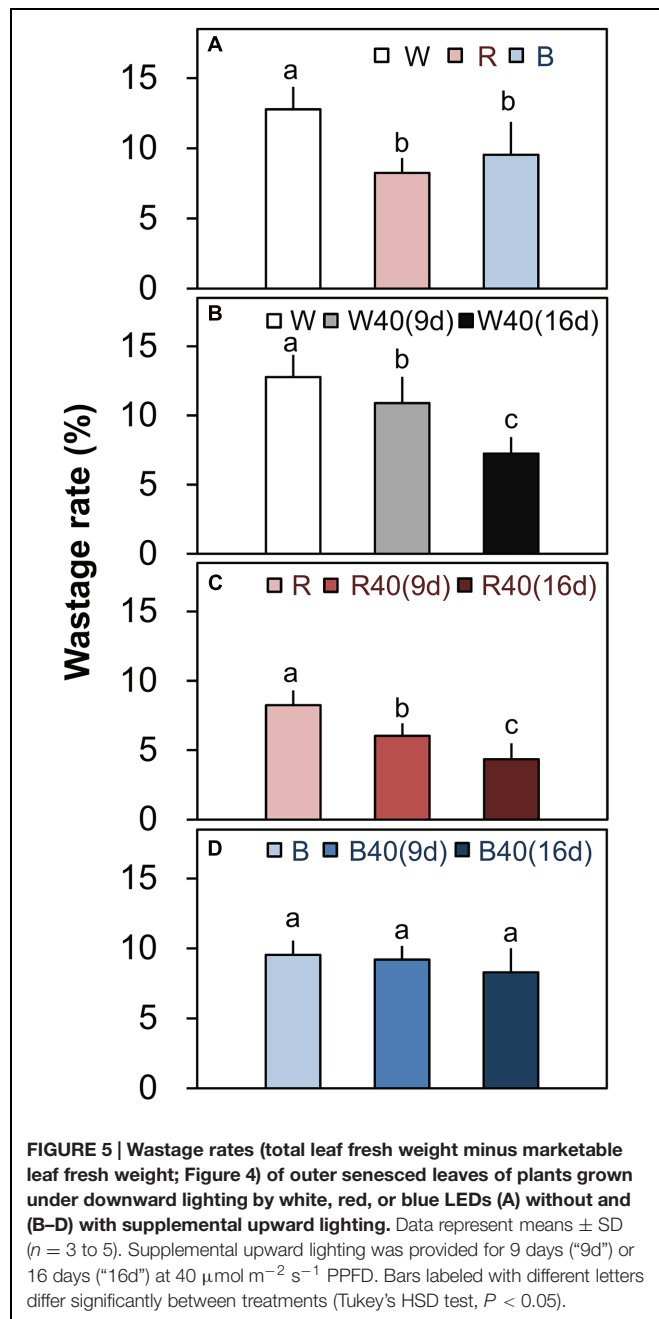 A
W R B
15
10
5
0
a
b
b
B
W W40(9d) W40(16d)
15
10
5
0
a
b
c
Wastage rate (%)
C
R R40(9d) R40(16d)
15
10
5
0
a
b
c
D
B B40(9d) B40(16d)
15
10
5
0
a
a
a
FIGURE 5 | Wastage rates (total leaf fresh weight minus marketable
leaf fresh weight; Figure 4) of outer senesced leaves of plants grown
under downward lighting by white, red, or blue LEDs (A) without and
(B–D) with supplemental upward lighting. Data represent means ± SD
(n = 3 to 5). Supplemental upward lighting was provided for 9 days (“9d”) or
16 days (“16d”) at 40 μmol m−2 s−1 PPFD. Bars labeled with different letters
differ significantly between treatments (Tukey’s HSD test, P < 0.05).